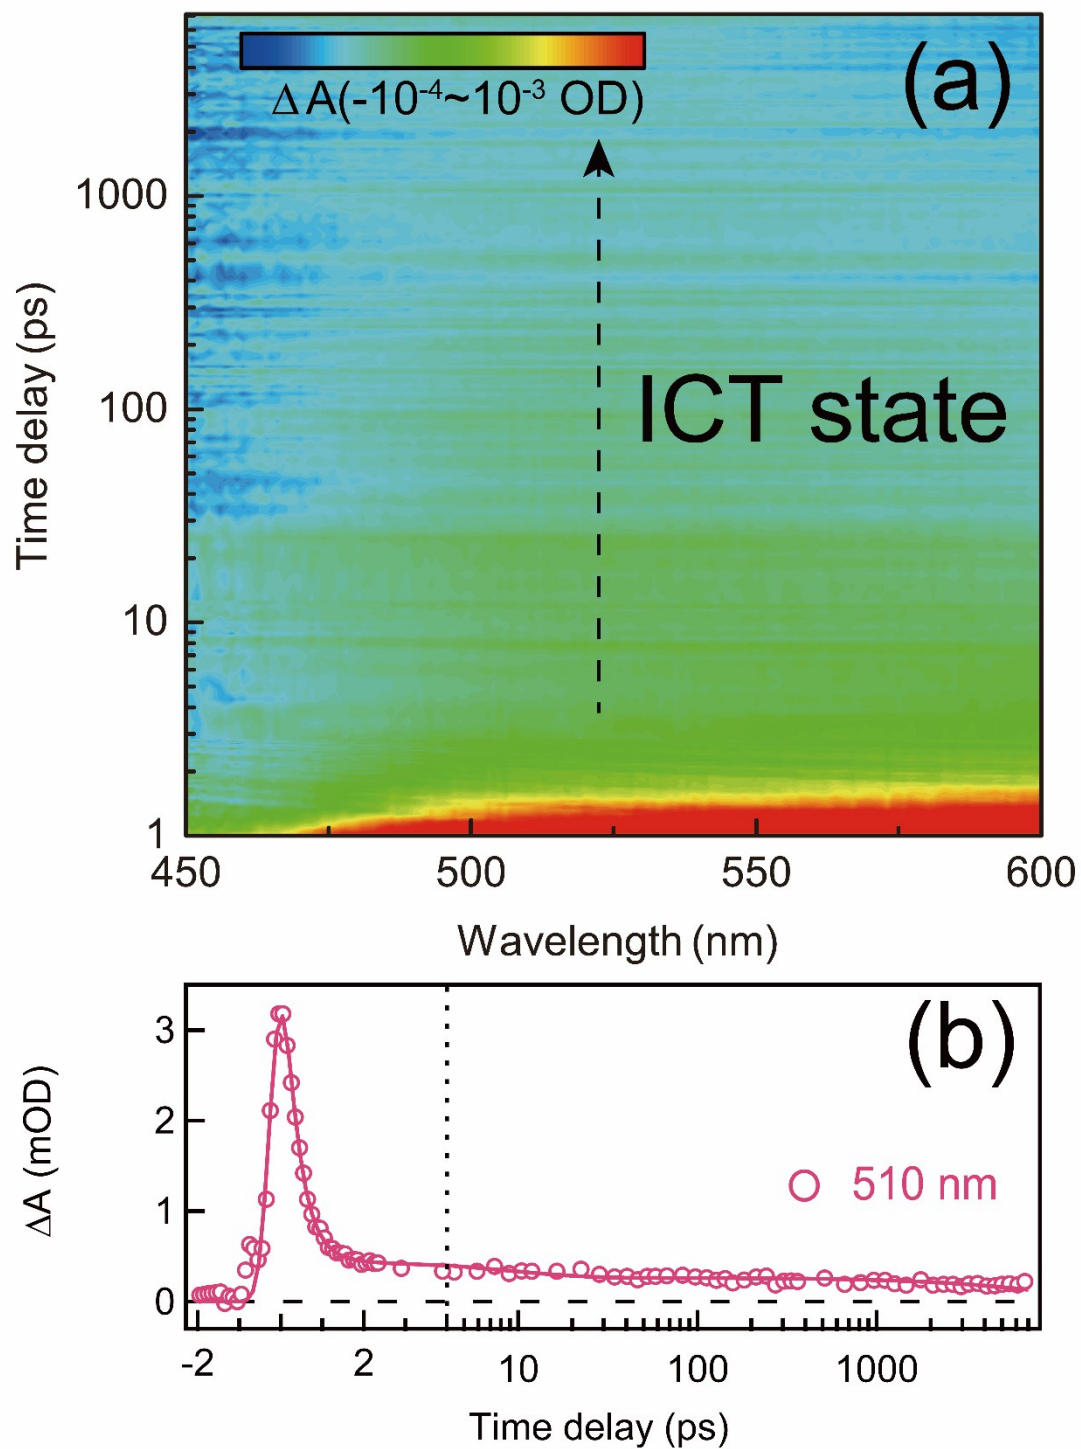 (a)
ΔA(-10⁻⁴~10⁻³ OD)
1000
100
10
1
Time delay (ps)
ICT state
450 500 550 600
Wavelength (nm)
(b)
3
2
1
0
ΔA (mOD)
510 nm
-2 2 10 100 1000
Time delay (ps)